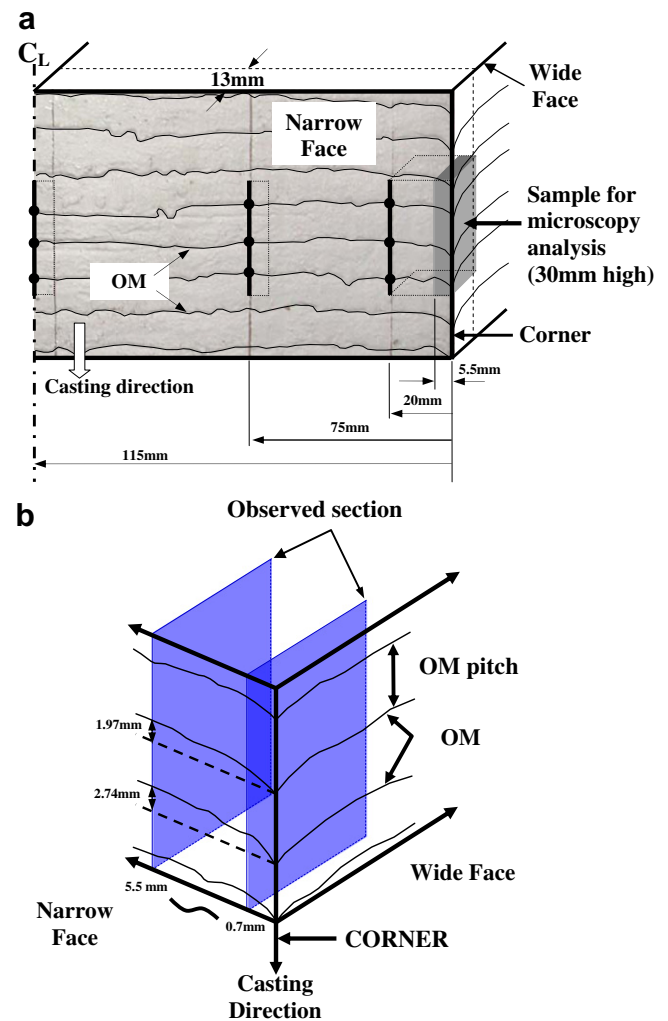 a
CL
13mm
Wide
Face
Narrow
Face
Sample for
microscopy
analysis
(30mm high)
OM
Corner
Casting direction
5.5mm
20mm
75mm
115mm
b
Observed section
OM pitch
1.97mm
OM
2.74mm
Wide Face
5.5 mm
Narrow
Face
0.7mm
CORNER
Casting
Direction